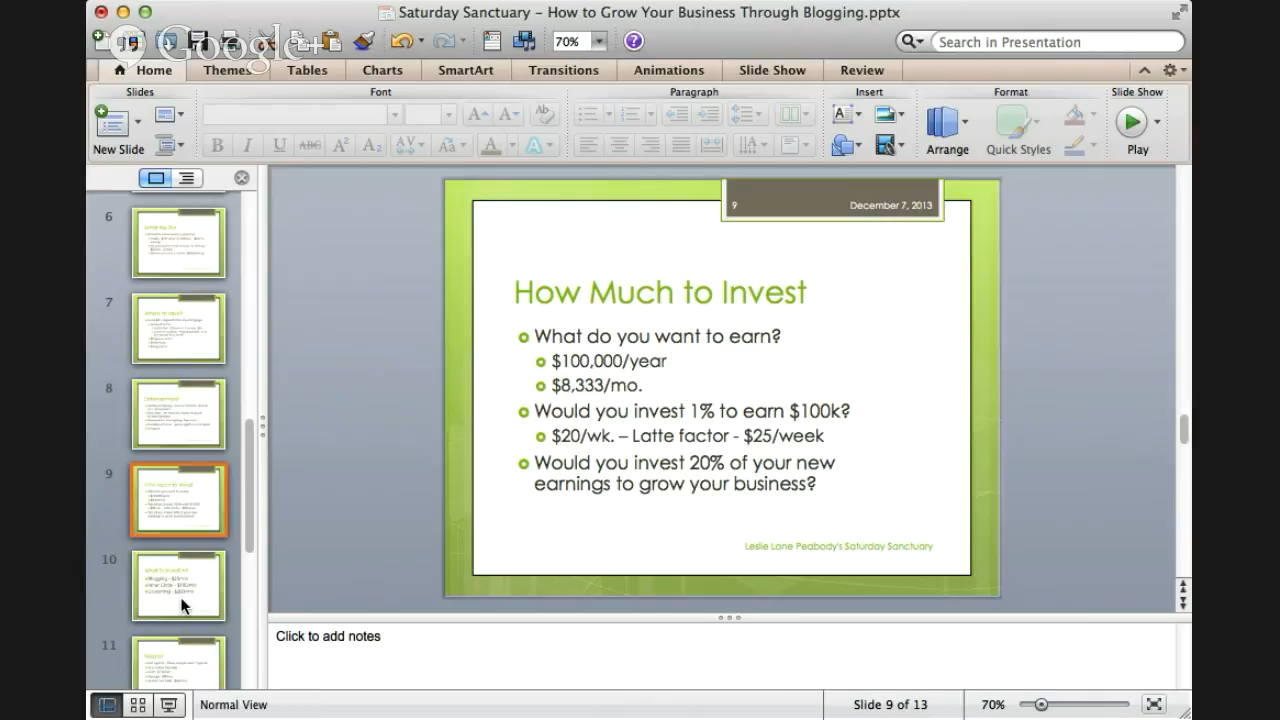 Saturday Sanctuary – How to Grow Your Business Through Blogging.pptx
Google+
70%
Search in Presentation
Home Themes Tables Charts SmartArt Transitions Animations Slide Show Review
Slides Font Paragraph Insert Format Slide Show
New Slide Arrange Quick Styles Play
6
7
8
9
10
11
9 December 7, 2013
How Much to Invest
What do you want to earn?
$100,000/year
$8,333/mo.
Would you invest 1% to earn $100k?
$20/wk. – Latte factor - $25/week
Would you invest 20% of your new
earnings to grow your business?
Leslie Lane Peabody's Saturday Sanctuary
Click to add notes
Normal View Slide 9 of 13 70%